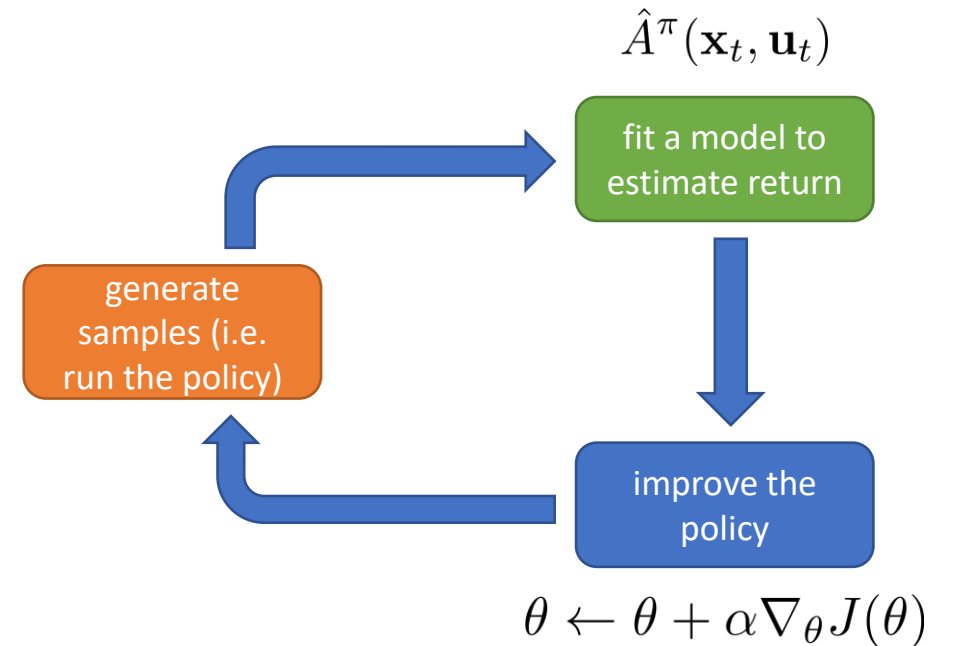 Â^π(x_t, u_t)
fit a model to
estimate return
generate
samples (i.e.
run the policy)
improve the
policy
θ ← θ + α∇_θ J(θ)